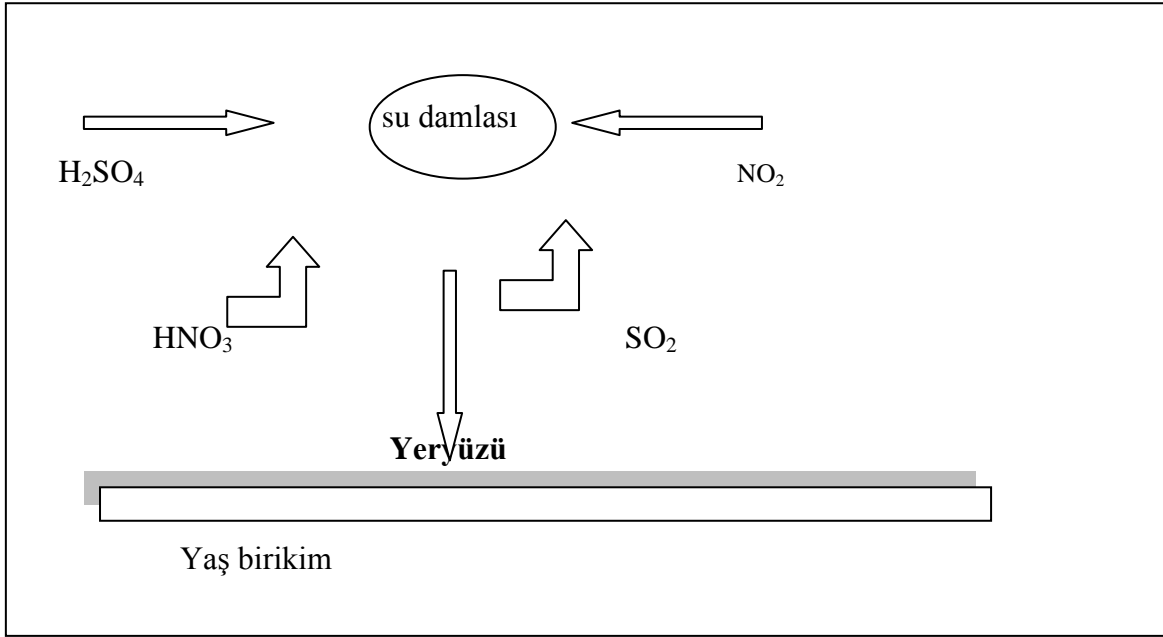 su damlası
H₂SO₄
NO₂
HNO₃
SO₂
Yeryüzü
Yaş birikim